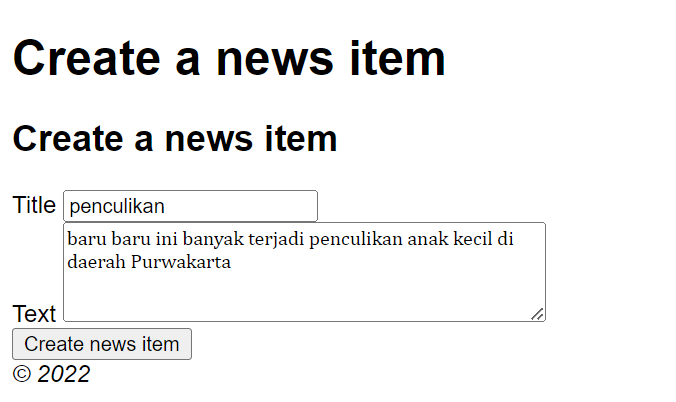 Create a news item
Create a news item
Title penculikan
baru baru ini banyak terjadi penculikan anak kecil di
daerah Purwakarta
Text
Create news item
© 2022